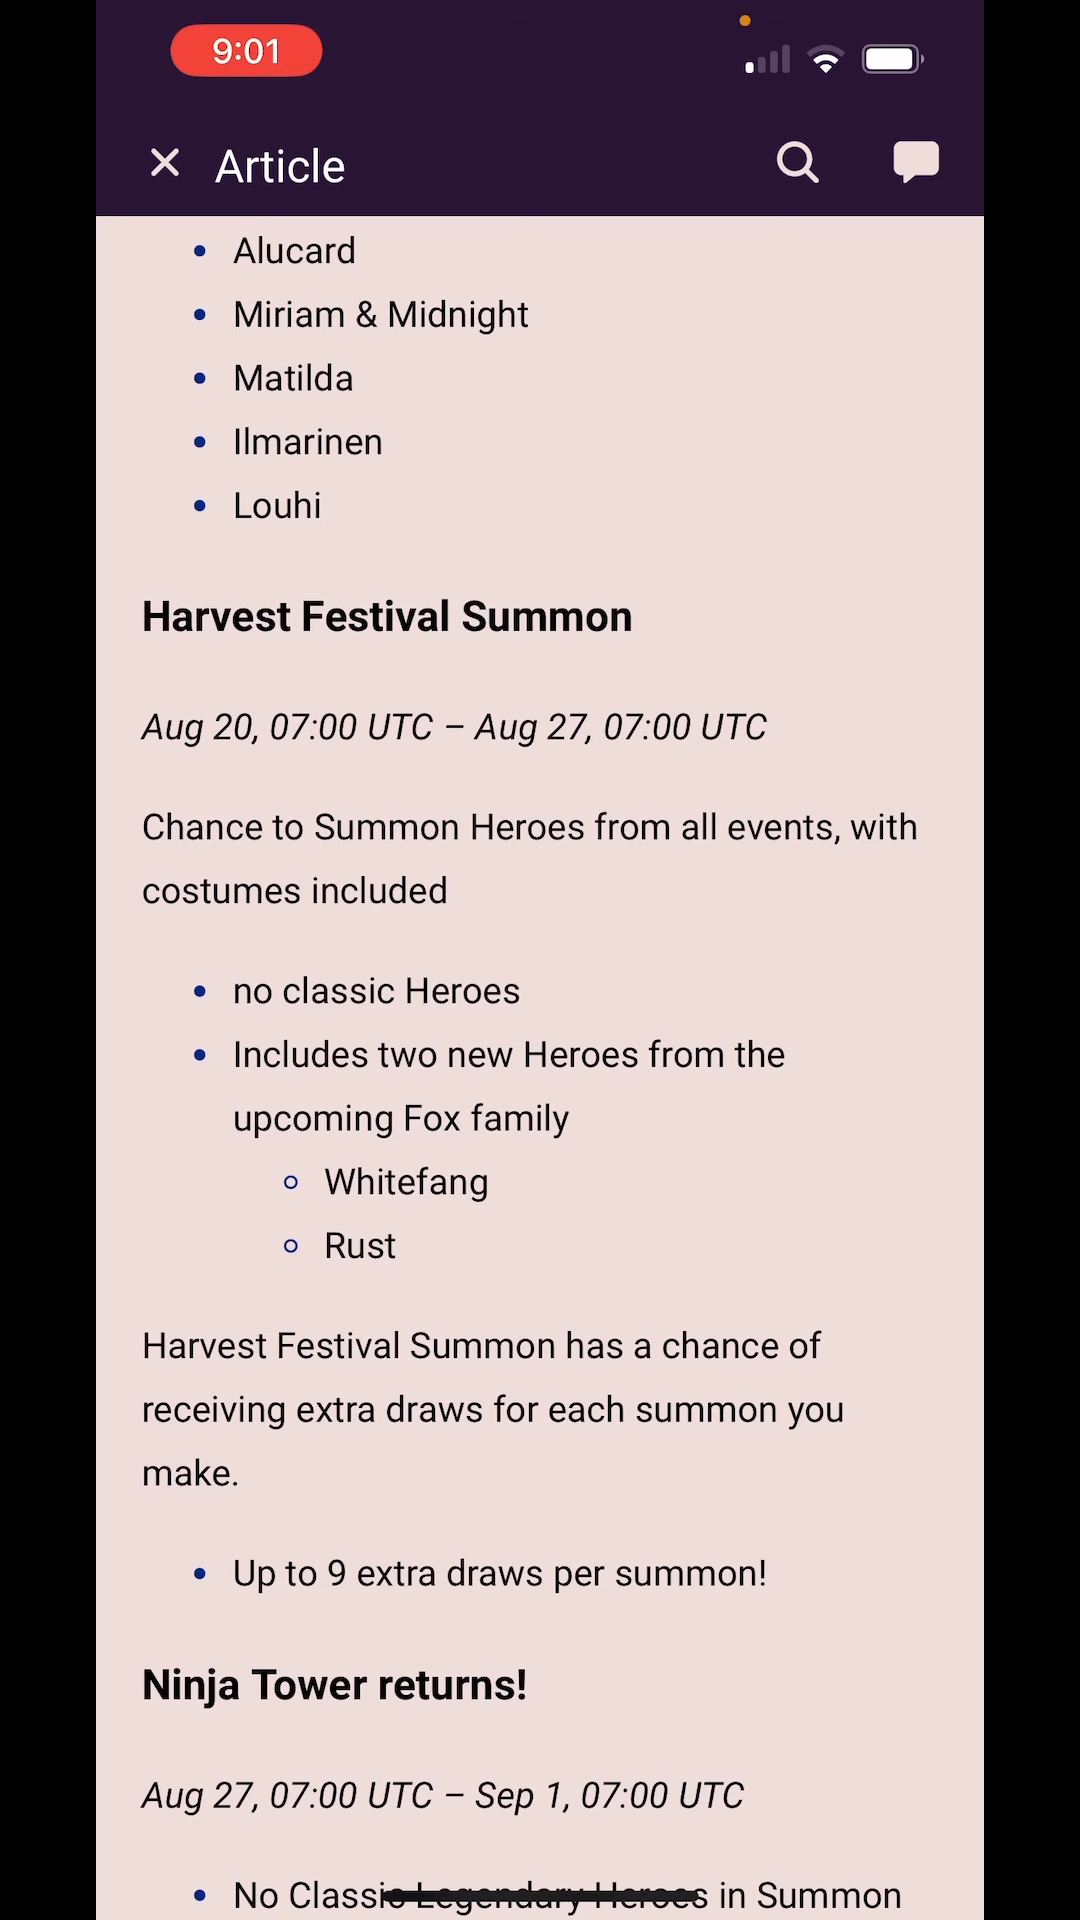 9:01
Article
Alucard
Miriam & Midnight
Matilda
Ilmarinen
Louhi
Harvest Festival Summon
Aug 20, 07:00 UTC – Aug 27, 07:00 UTC
Chance to Summon Heroes from all events, with
costumes included
no classic Heroes
Includes two new Heroes from the
upcoming Fox family
Whitefang
Rust
Harvest Festival Summon has a chance of
receiving extra draws for each summon you
make.
Up to 9 extra draws per summon!
Ninja Tower returns!
Aug 27, 07:00 UTC – Sep 1, 07:00 UTC
No Classic Legendary Heroes in Summon